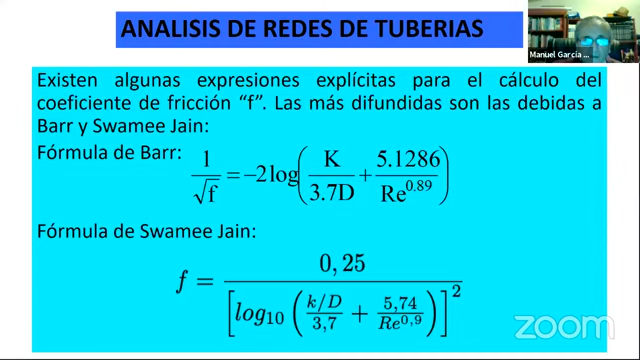 ANALISIS DE REDES DE TUBERIAS
Manuel García ...
Existen algunas expresiones explícitas para el cálculo del
coeficiente de fricción “f”. Las más difundidas son las debidas a
Barr y Swamee Jain:
Fórmula de Barr: 1/√f = –2log(K/3.7D + 5.1286/Re^0.89)
Fórmula de Swamee Jain:
f = 0,25 / [log10 ((k/D)/3,7 + 5,74/Re^0,9)]^2
zoom